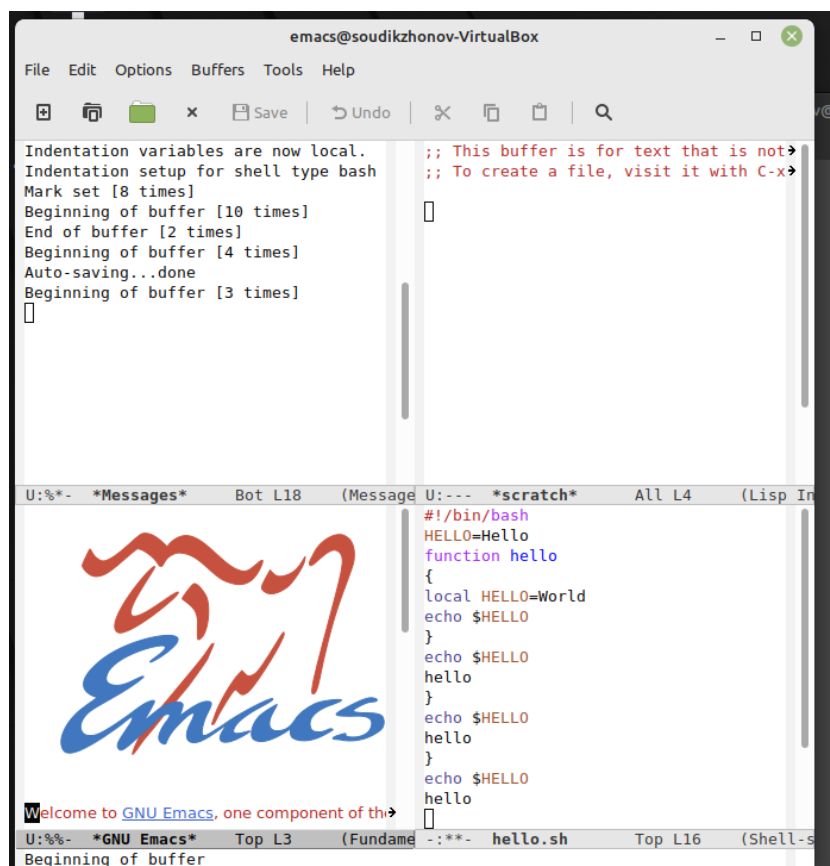 emacs@soudikzhonov-VirtualBox
File Edit Options Buffers Tools Help
Save Undo
Indentation variables are now local.
Indentation setup for shell type bash
Mark set [8 times]
Beginning of buffer [10 times]
End of buffer [2 times]
Beginning of buffer [4 times]
Auto-saving...done
Beginning of buffer [3 times]
U:%*- *Messages* Bot L18 (Message
;; This buffer is for text that is not
;; To create a file, visit it with C-x
U:--- *scratch* All L4 (Lisp In
Emacs
Welcome to GNU Emacs, one component of the
U:%%- *GNU Emacs* Top L3 (Fundame
#!/bin/bash
HELLO=Hello
function hello
{
local HELLO=World
echo $HELLO
}
echo $HELLO
hello
}
echo $HELLO
hello
}
echo $HELLO
hello
-:**- hello.sh Top L16 (Shell-s
Beginning of buffer